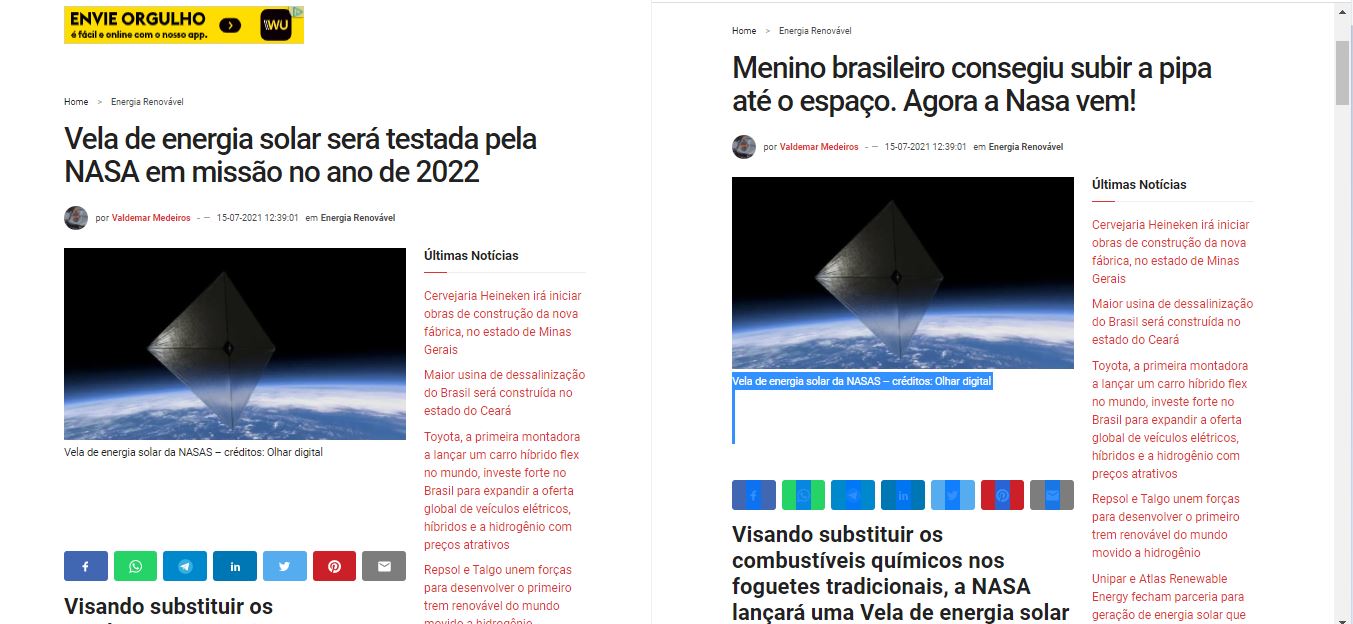 ENVIE ORGULHO
é fácil e online com o nosso app.
WU
Home > Energia Renovável
Vela de energia solar será testada pela
NASA em missão no ano de 2022
por Valdemar Medeiros - — 15-07-2021 12:39:01 em Energia Renovável
Últimas Notícias
Cervejaria Heineken irá iniciar
obras de construção da nova
fábrica, no estado de Minas
Gerais
Maior usina de dessalinização
do Brasil será construída no
estado do Ceará
Toyota, a primeira montadora
a lançar um carro híbrido flex
no mundo, investe forte no
Brasil para expandir a oferta
global de veículos elétricos,
híbridos e a hidrogênio com
preços atrativos
Repsol e Talgo unem forças
para desenvolver o primeiro
trem renovável do mundo
movido a hidrogênio
Vela de energia solar da NASAS – créditos: Olhar digital
Visando substituir os
Home > Energia Renovável
Menino brasileiro consegiu subir a pipa
até o espaço. Agora a Nasa vem!
por Valdemar Medeiros - — 15-07-2021 12:39:01 em Energia Renovável
Vela de energia solar da NASAS – créditos: Olhar digital
Visando substituir os
combustíveis químicos nos
foguetes tradicionais, a NASA
lançará uma Vela de energia solar
Últimas Notícias
Cervejaria Heineken irá iniciar
obras de construção da nova
fábrica, no estado de Minas
Gerais
Maior usina de dessalinização
do Brasil será construída no
estado do Ceará
Toyota, a primeira montadora
a lançar um carro híbrido flex
no mundo, investe forte no
Brasil para expandir a oferta
global de veículos elétricos,
híbridos e a hidrogênio com
preços atrativos
Repsol e Talgo unem forças
para desenvolver o primeiro
trem renovável do mundo
movido a hidrogênio
Unipar e Atlas Renewable
Energy fecham parceria para
geração de energia solar que